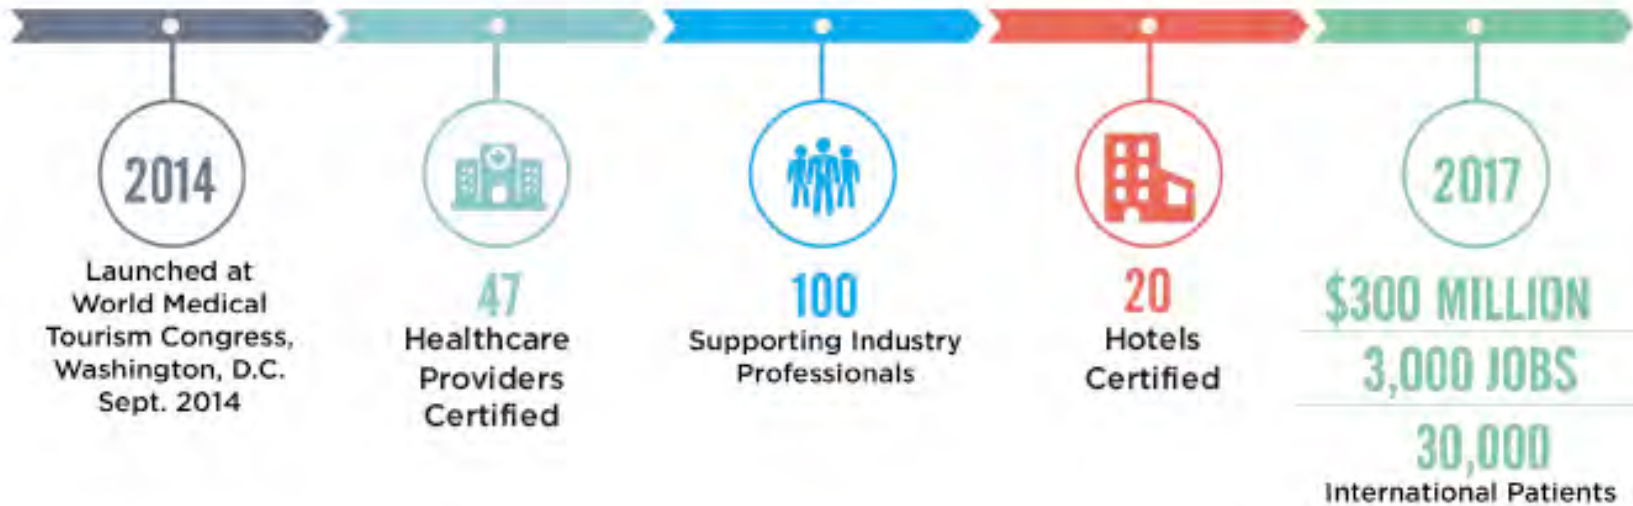 2014
Launched at
World Medical
Tourism Congress,
Washington, D.C.
Sept. 2014
47
Healthcare
Providers
Certified
100
Supporting Industry
Professionals
20
Hotels
Certified
2017
$300 MILLION
3,000 JOBS
30,000
International Patients